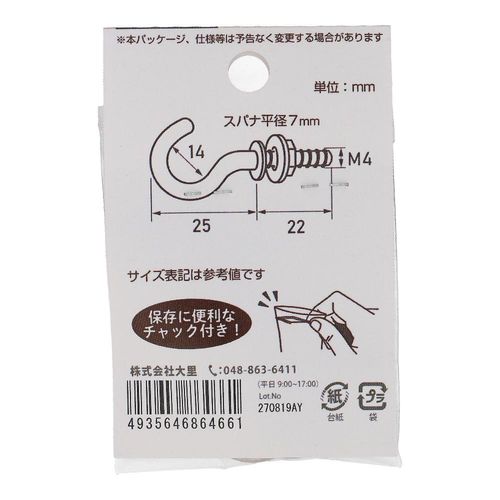 ※本パッケージ、仕様等は予告なく変更する場合があります
単位：mm
スパナ平径7mm
14
M4
25
22
サイズ表記は参考値です
保存に便利な
チャック付き！
株式会社大里 048-863-6411
(平日 9:00~17:00)
Lot.No
270819AY
紙
台紙
プラ
袋
4935646864661